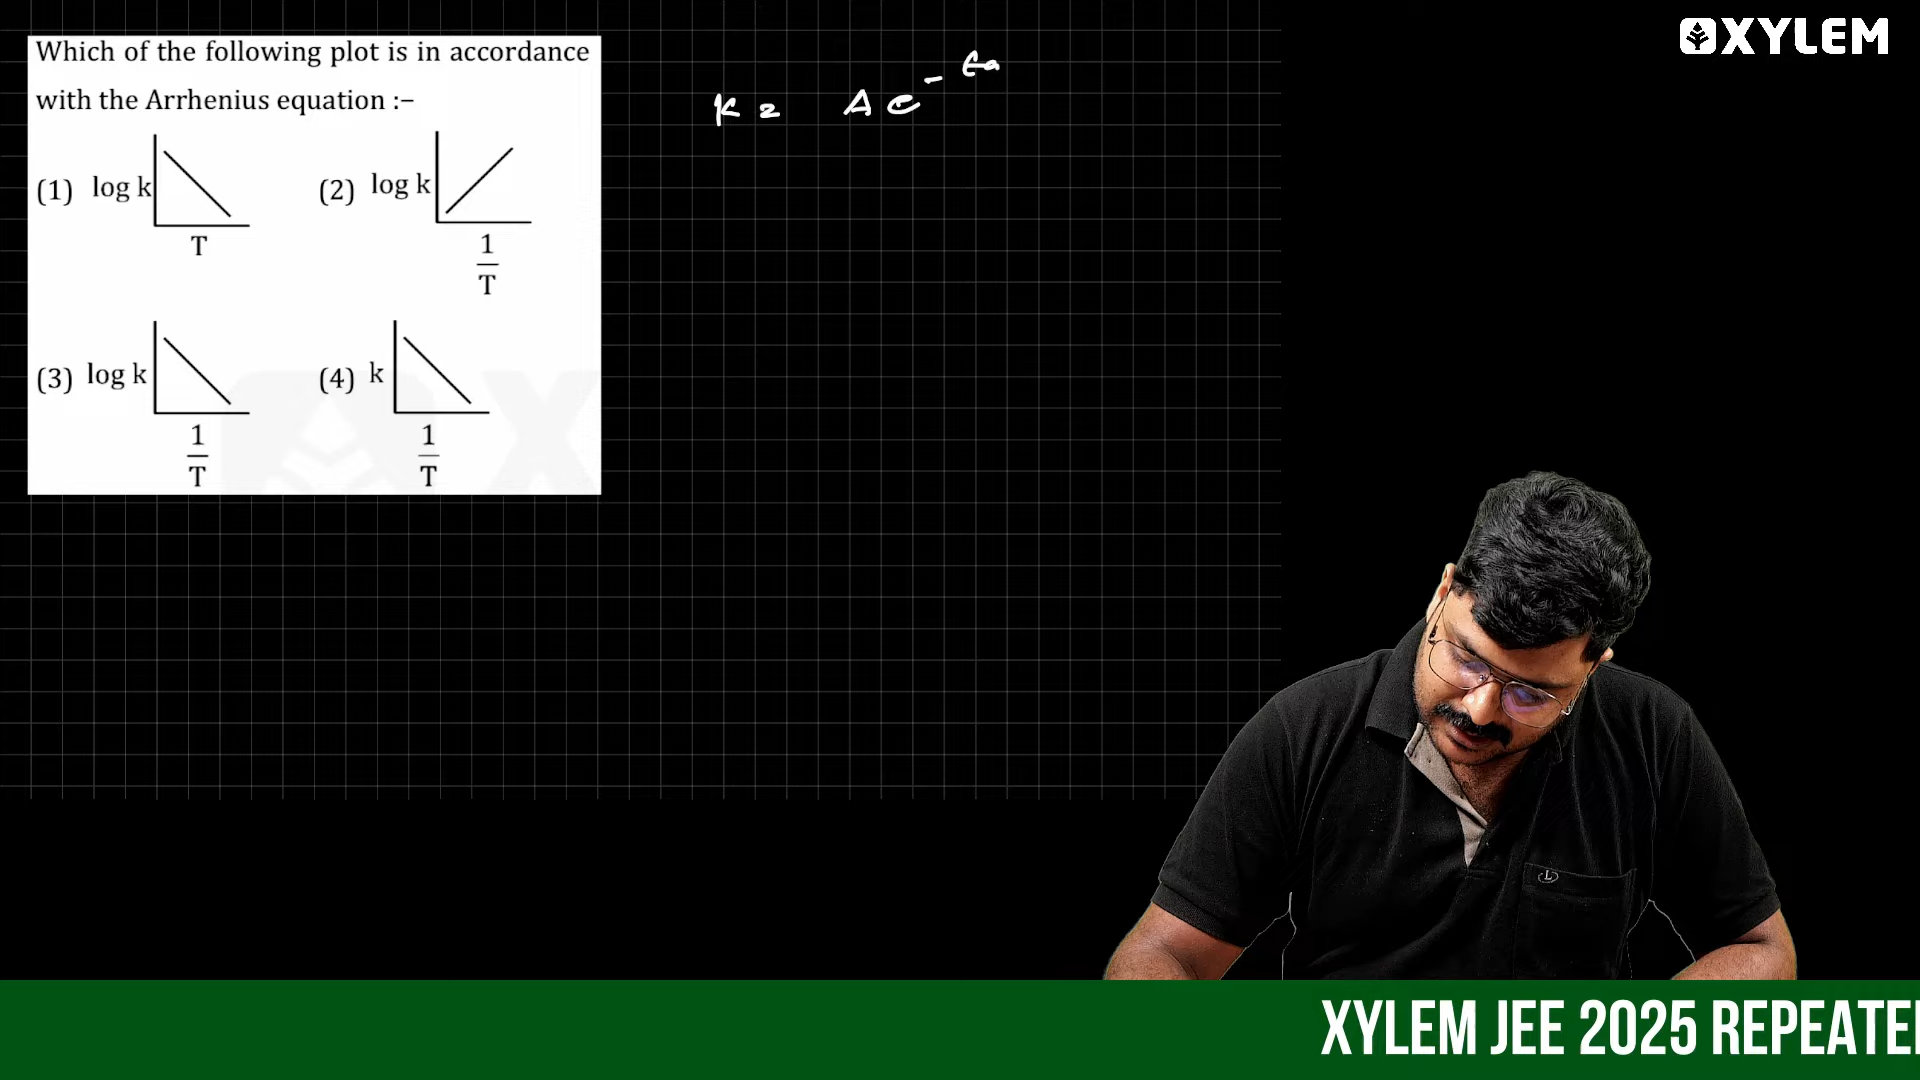 XYLEM
Which of the following plot is in accordance
with the Arrhenius equation :–
(1) log k
T
(2) log k
1
T
(3) log k
1
T
(4) k
1
T
K = A e - Ea
XYLEM JEE 2025 REPEATE